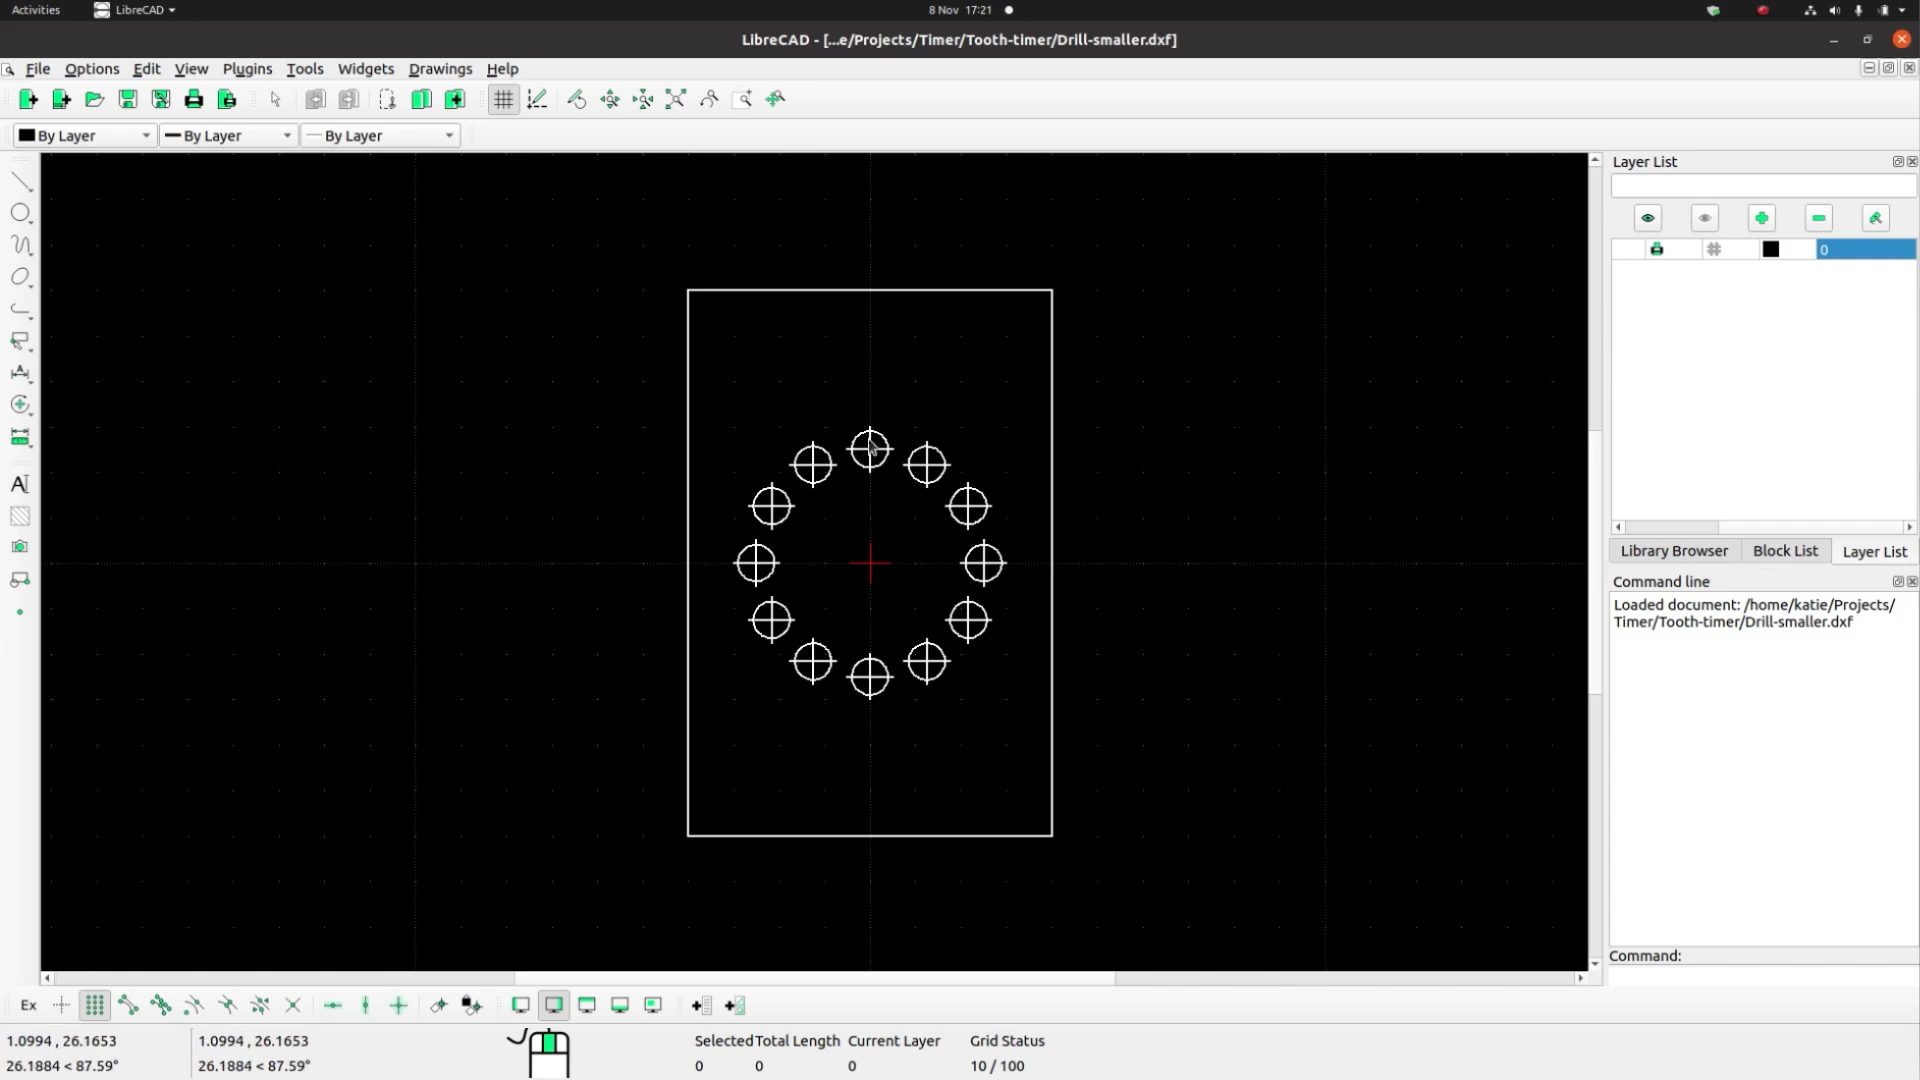 Activities LibreCAD 8 Nov 17:21
LibreCAD - [...e/Projects/Timer/Tooth-timer/Drill-smaller.dxf]
File Options Edit View Plugins Tools Widgets Drawings Help
By Layer By Layer By Layer
Layer List
0
Library Browser Block List Layer List
Command line
Loaded document: /home/katie/Projects/
Timer/Tooth-timer/Drill-smaller.dxf
Command:
Ex
1.0994 , 26.1653 1.0994 , 26.1653 Selected Total Length Current Layer Grid Status
26.1884 < 87.59° 26.1884 < 87.59° 0 0 0 10 / 100